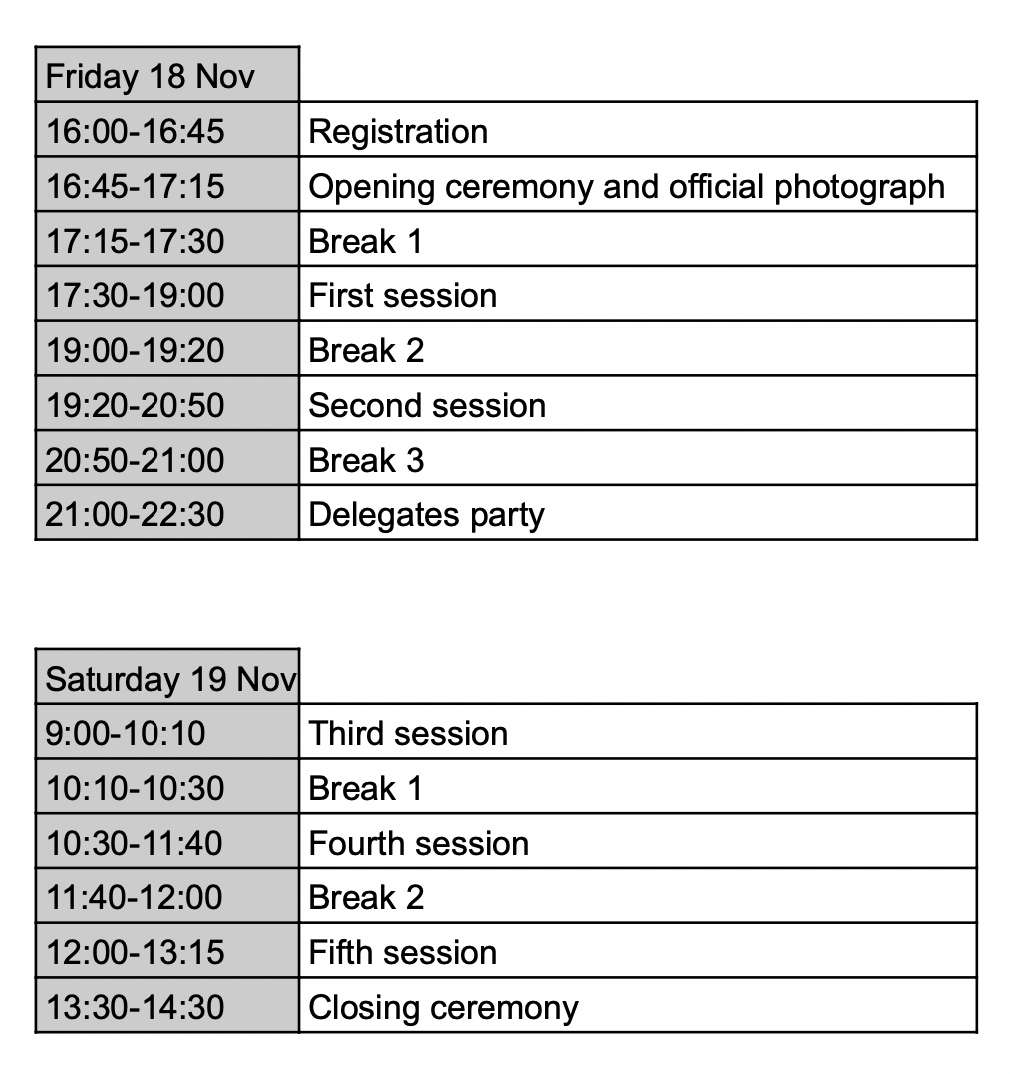 Friday 18 Nov
16:00-16:45 Registration
16:45-17:15 Opening ceremony and official photograph
17:15-17:30 Break 1
17:30-19:00 First session
19:00-19:20 Break 2
19:20-20:50 Second session
20:50-21:00 Break 3
21:00-22:30 Delegates party
Saturday 19 Nov
9:00-10:10 Third session
10:10-10:30 Break 1
10:30-11:40 Fourth session
11:40-12:00 Break 2
12:00-13:15 Fifth session
13:30-14:30 Closing ceremony